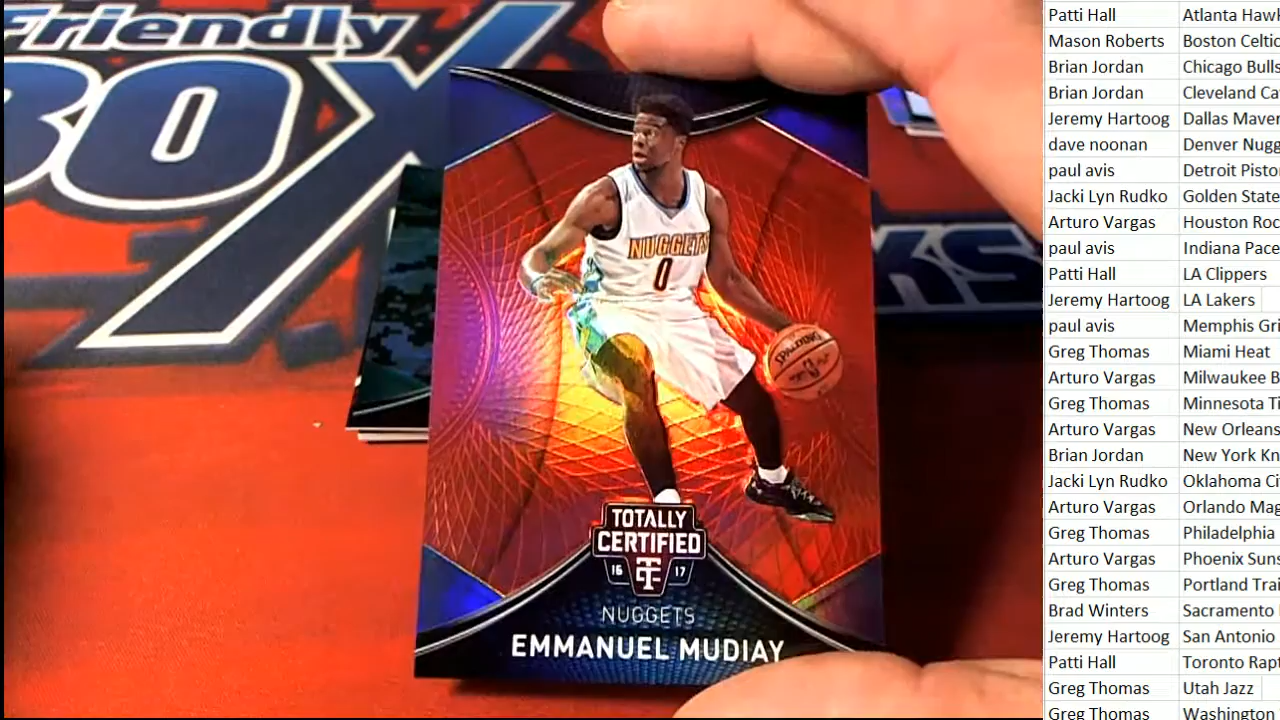 Friendly
BOX
KS
NUGGETS
0
SPALDING
TOTALLY
CERTIFIED
16 17
NUGGETS
EMMANUEL MUDIAY
Patti Hall Atlanta Hawl
Mason Roberts Boston Celtic
Brian Jordan Chicago Bulls
Brian Jordan Cleveland Ca
Jeremy Hartoog Dallas Maver
dave noonan Denver Nugg
paul avis Detroit Pistor
Jacki Lyn Rudko Golden State
Arturo Vargas Houston Roc
paul avis Indiana Pace
Patti Hall LA Clippers
Jeremy Hartoog LA Lakers
paul avis Memphis Gri
Greg Thomas Miami Heat
Arturo Vargas Milwaukee B
Greg Thomas Minnesota Ti
Arturo Vargas New Orleans
Brian Jordan New York Kn
Jacki Lyn Rudko Oklahoma Ci
Arturo Vargas Orlando Mag
Greg Thomas Philadelphia
Arturo Vargas Phoenix Suns
Greg Thomas Portland Trai
Brad Winters Sacramento
Jeremy Hartoog San Antonio
Patti Hall Toronto Rapt
Greg Thomas Utah Jazz
Greg Thomas Washington